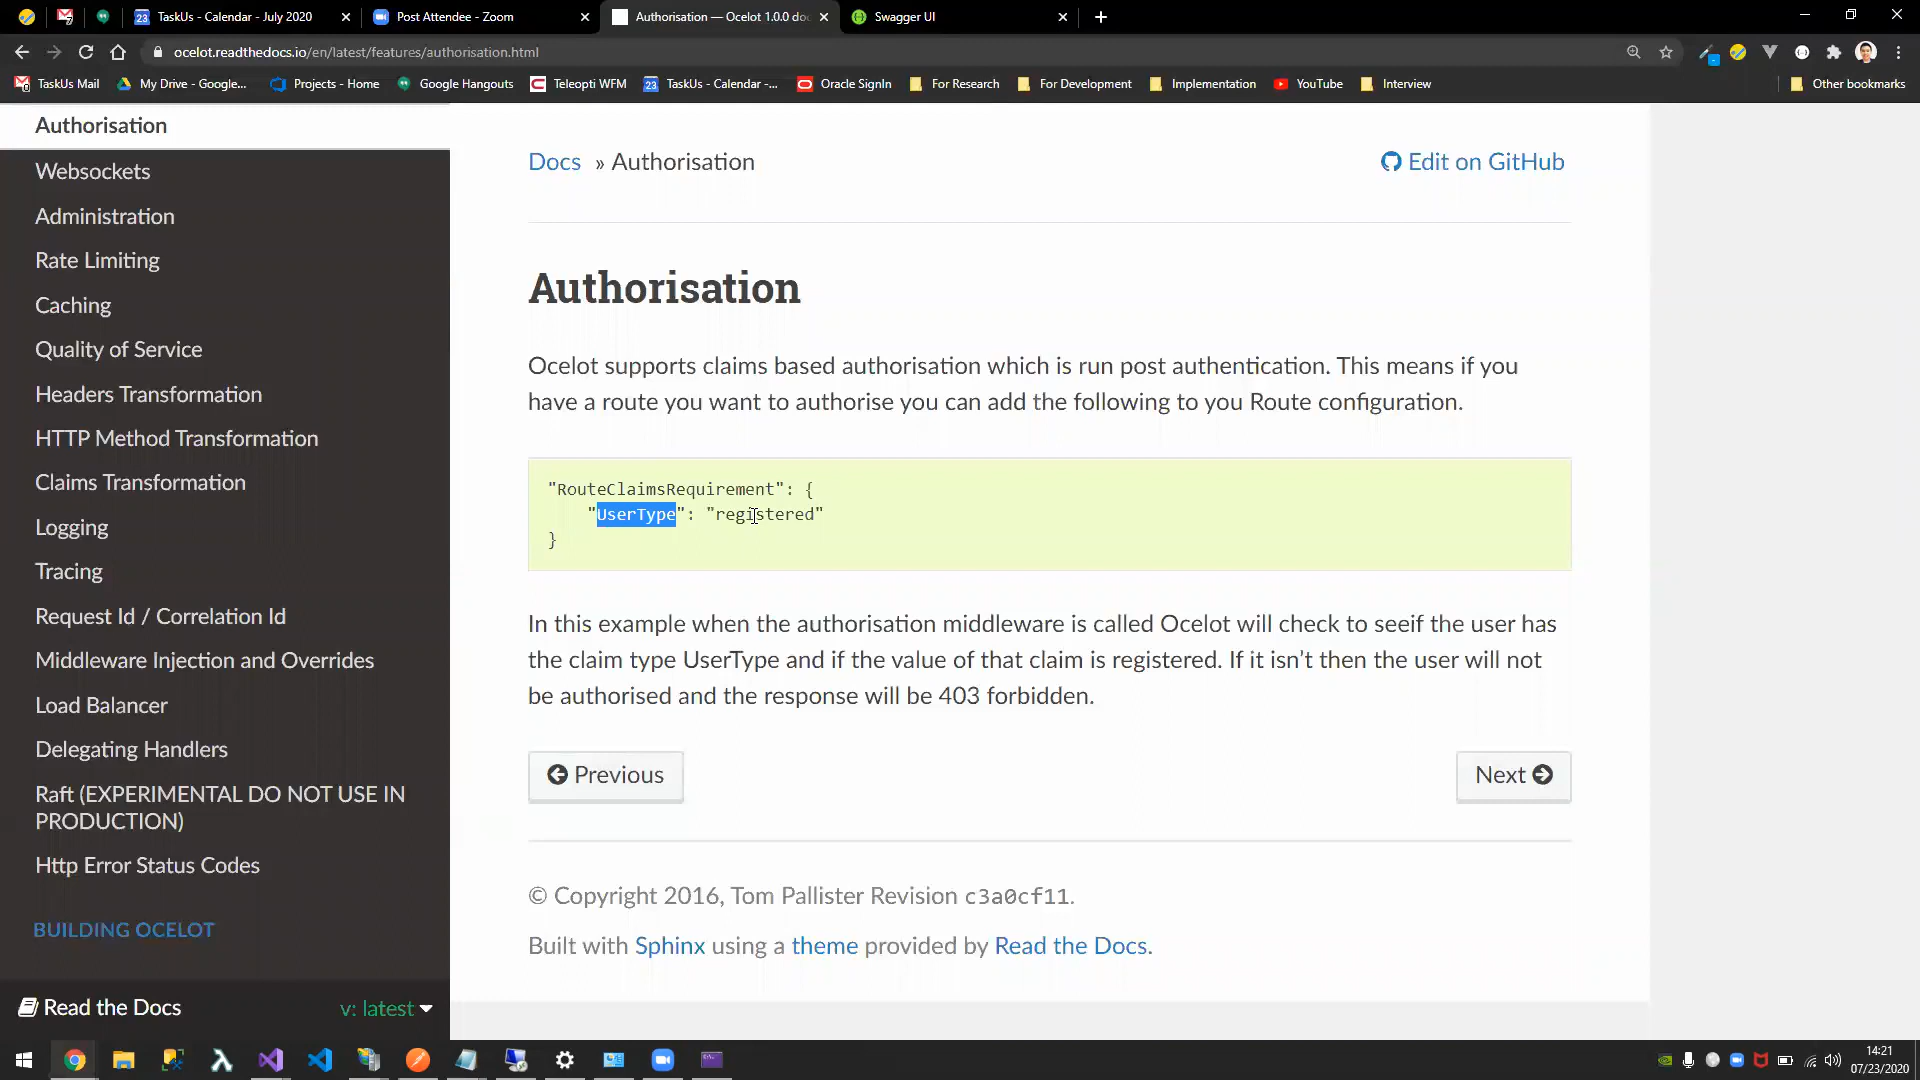 TaskUs - Calendar - July 2020
Post Attendee - Zoom
Authorisation — Ocelot 1.0.0 do
Swagger UI
ocelot.readthedocs.io/en/latest/features/authorisation.html
TaskUs Mail
My Drive - Google...
Projects - Home
Google Hangouts
Teleopti WFM
TaskUs - Calendar -...
Oracle SignIn
For Research
For Development
Implementation
YouTube
Interview
Other bookmarks
Authorisation
Websockets
Administration
Rate Limiting
Caching
Quality of Service
Headers Transformation
HTTP Method Transformation
Claims Transformation
Logging
Tracing
Request Id / Correlation Id
Middleware Injection and Overrides
Load Balancer
Delegating Handlers
Raft (EXPERIMENTAL DO NOT USE IN
PRODUCTION)
Http Error Status Codes
BUILDING OCELOT
Read the Docs
v: latest
Docs » Authorisation
Edit on GitHub
Authorisation
Ocelot supports claims based authorisation which is run post authentication. This means if you
have a route you want to authorise you can add the following to you Route configuration.
"RouteClaimsRequirement": {
"UserType": "registered"
}
In this example when the authorisation middleware is called Ocelot will check to seeif the user has
the claim type UserType and if the value of that claim is registered. If it isn’t then the user will not
be authorised and the response will be 403 forbidden.
Previous
Next
© Copyright 2016, Tom Pallister Revision c3a0cf11.
Built with Sphinx using a theme provided by Read the Docs.
14:21
07/23/2020